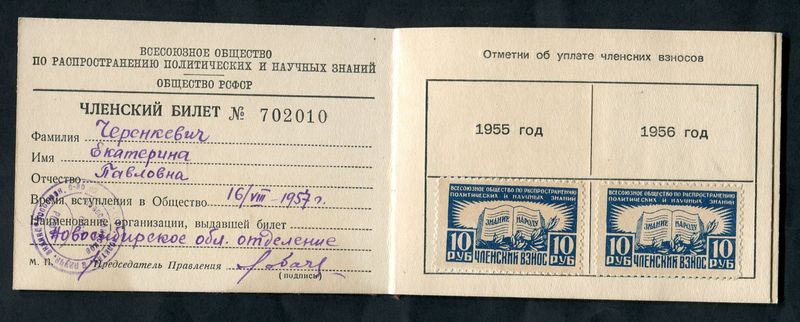 ВСЕСОЮЗНОЕ ОБЩЕСТВО
ПО РАСПРОСТРАНЕНИЮ ПОЛИТИЧЕСКИХ И НАУЧНЫХ ЗНАНИЙ
ОБЩЕСТВО РСФСР
ЧЛЕНСКИЙ БИЛЕТ № 702010
Фамилия Черенкевич
Имя Екатерина
Отчество Павловна
Время вступления в Общество 16/VIII-1957 г.
Наименование организации, выдавшей билет
Новосибирское обл. отделение
М. П. Председатель Правления
(подпись)
Отметки об уплате членских взносов
1955 год
1956 год
ВСЕСОЮЗНОЕ ОБЩЕСТВО ПО РАСПРОСТРАНЕНИЮ
ПОЛИТИЧЕСКИХ И НАУЧНЫХ ЗНАНИЙ
ЗНАНИЕ НАРОДУ
10 РУБ ЧЛЕНСКИЙ ВЗНОС 10 РУБ
ВСЕСОЮЗНОЕ ОБЩЕСТВО ПО РАСПРОСТРАНЕНИЮ
ПОЛИТИЧЕСКИХ И НАУЧНЫХ ЗНАНИЙ
ЗНАНИЕ НАРОДУ
10 РУБ ЧЛЕНСКИЙ ВЗНОС 10 РУБ